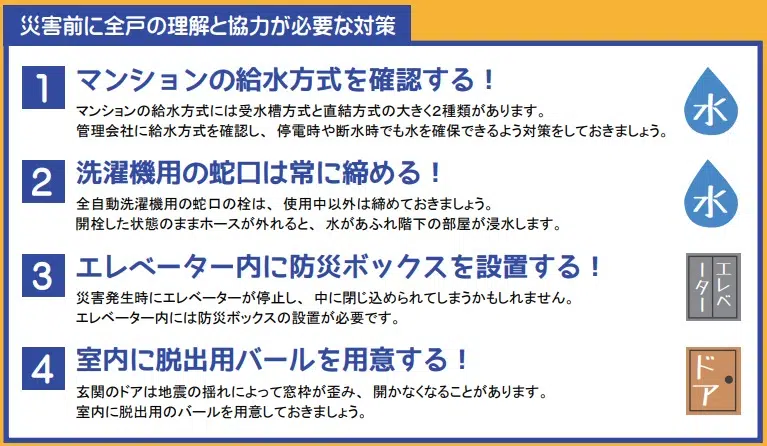 災害前に全戸の理解と協力が必要な対策
1 マンションの給水方式を確認する！
マンションの給水方式には受水槽方式と直結方式の大きく2種類があります。
管理会社に給水方式を確認し、停電時や断水時でも水を確保できるよう対策をしておきましょう。
水
2 洗濯機用の蛇口は常に締める！
全自動洗濯機用の蛇口の栓は、使用中以外は締めておきましょう。
開栓した状態のままホースが外れると、水があふれ階下の部屋が浸水します。
水
3 エレベーター内に防災ボックスを設置する！
災害発生時にエレベーターが停止し、中に閉じ込められてしまうかもしれません。
エレベーター内には防災ボックスの設置が必要です。
エレベーター
4 室内に脱出用バールを用意する！
玄関のドアは地震の揺れによって窓枠が歪み、開かなくなることがあります。
室内に脱出用のバールを用意しておきましょう。
ドア